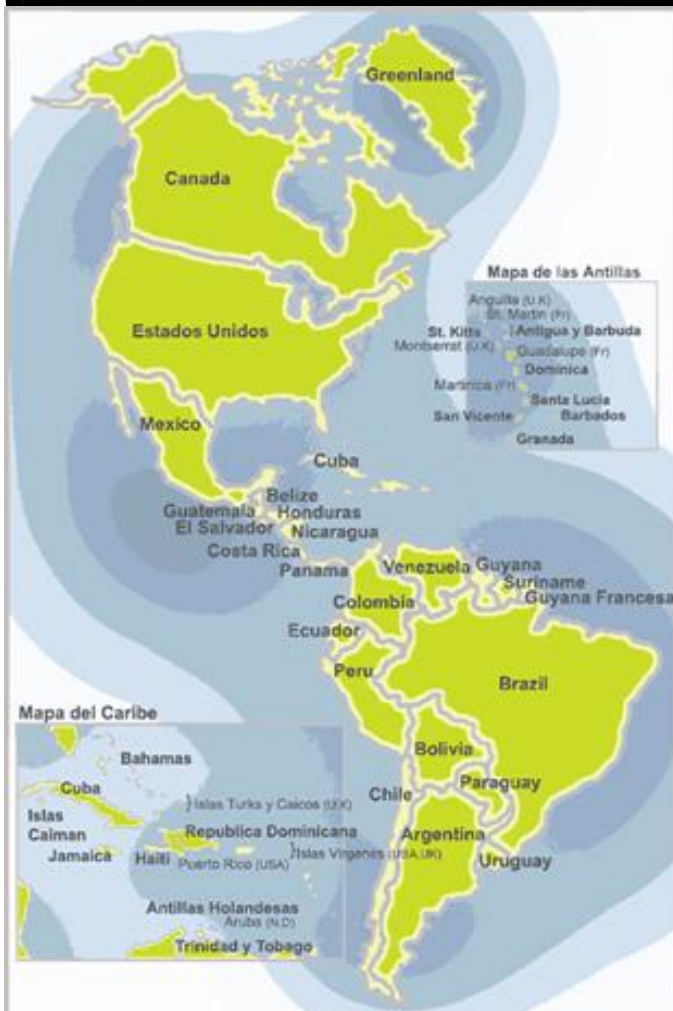 Greenland
Canada
Estados Unidos
Mexico
Mapa de las Antillas
Anguilla (U.K)
St. Martin (Fr)
St. Kitts
Antigua y Barbuda
Montserrat (U.K)
Guadalupe (Fr)
Dominica
Martinica (Fr)
Santa Lucia
San Vicente
Barbados
Granada
Cuba
Belize
Guatemala
Honduras
El Salvador
Nicaragua
Costa Rica
Panama
Venezuela
Guyana
Suriname
Guyana Francesa
Colombia
Ecuador
Peru
Brazil
Bolivia
Paraguay
Chile
Argentina
Uruguay
Mapa del Caribe
Bahamas
Cuba
Islas Turks y Caicos (U.K)
Islas
Caiman
Republica Dominicana
Jamaica
Haiti
Puerto Rico (USA)
Islas Virgenes (USA,UK)
Antillas Holandesas
Aruba (N.D)
Trinidad y Tobago